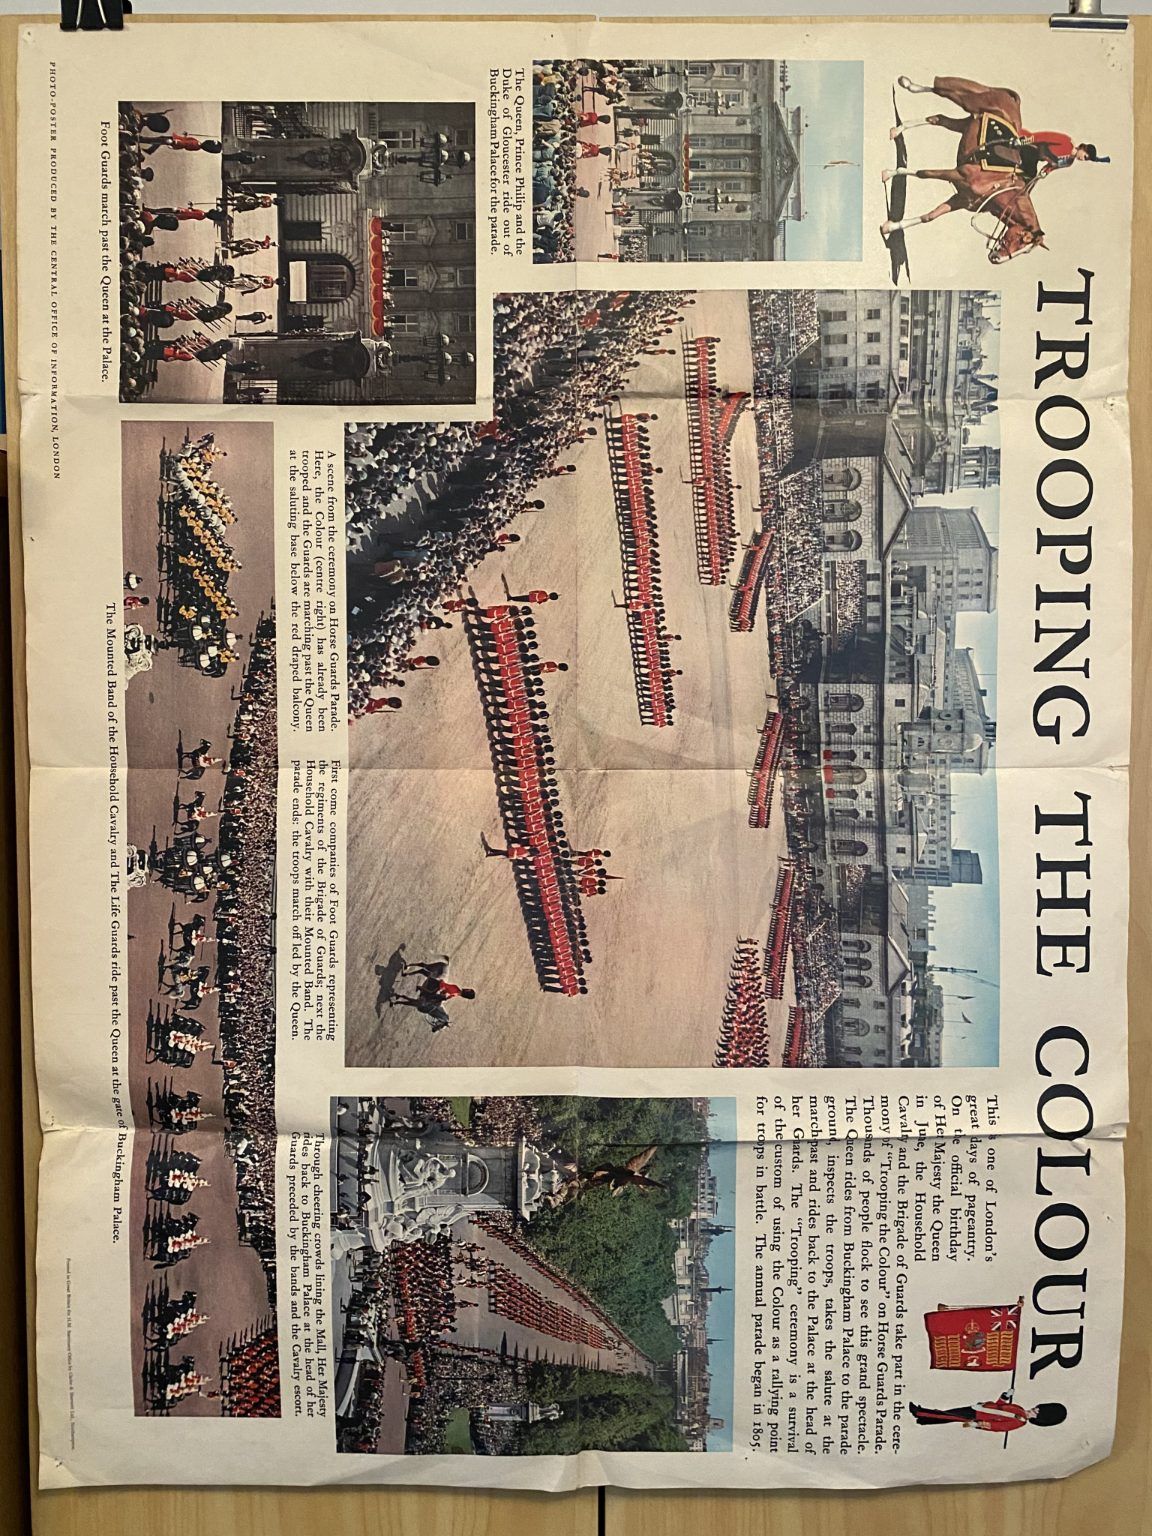 TROOPING THE COLOUR
This is one of London's
great days of pageantry.
On the official birthday
of Her Majesty the Queen
in June, the Household
Cavalry and the Brigade of Guards take part in the cere-
mony of “Trooping the Colour” on Horse Guards Parade.
Thousands of people flock to see this grand spectacle.
The Queen rides from Buckingham Palace to the parade
ground, inspects the troops, takes the salute at the
marchpast and rides back to the Palace at the head of
her Guards. The “Trooping” ceremony is a survival
of the custom of using the Colour as a rallying point
for troops in battle. The annual parade began in 1805.
The Queen, Prince Philip and the
Duke of Gloucester ride out of
Buckingham Palace for the parade.
A scene from the ceremony on Horse Guards Parade.
Here, the Colour (centre right) has already been
trooped and the Guards are marching past the Queen
at the saluting base below the red draped balcony.
First come companies of Foot Guards representing
the regiments of the Brigade of Guards; next the
Household Cavalry with their Mounted Band. The
parade ends: the troops march off led by the Queen.
Through cheering crowds lining the Mall, Her Majesty
rides back to Buckingham Palace at the head of her
Guards preceded by the bands and the Cavalry escort.
Foot Guards march past the Queen at the Palace.
The Mounted Band of the Household Cavalry and The Life Guards ride past the Queen at the gate of Buckingham Palace.
PHOTO-POSTER PRODUCED BY THE CENTRAL OFFICE OF INFORMATION, LONDON